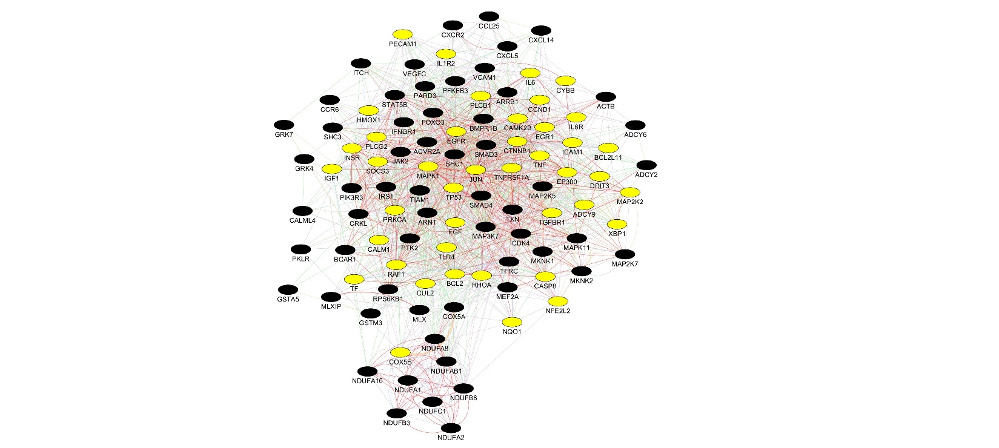 CCL25
CXCR2
CXCL14
PECAM1
CXCL5
IL1R2
ITCH
VEGFC
VCAM1
IL6
CYBB
PFKFB3
PARD3
ARRB1
STAT5B
PLCB1
CCND1
ACTB
CCR6
HMOX1
FOXO3
BMPR1B
CAMK2B
IL6R
GRK7
SHC3
IFNGR1
EGR1
ADCY6
EGFR
PLCG2
ACVR2A
SMAD3
CTNNB1
ICAM1
BCL2L11
INSR
JAK2
SHC1
TNF
GRK4
SOCS3
ADCY2
IGF1
MAPK1
JUN
TNFRSF1A
EP300
DDIT3
PIK3R3
IRS1
TIAM1
TP53
SMAD4
MAP2K5
MAP2K2
CALML4
CRKL
PRKCA
ARNT
TXN
TGFBR1
ADCY9
EGF
MAP3K7
CDK4
XBP1
PKLR
BCAR1
CALM1
PTK2
TLR4
MKNK1
MAPK11
MAP2K7
RAF1
TFRC
MKNK2
TF
CUL2
BCL2
RHOA
CASP8
GSTA5
MLXIP
RPS6KB1
MEF2A
NFE2L2
GSTM3
MLX
COX5A
NQO1
NDUFA8
COX5B
NDUFAB1
NDUFA10
NDUFA1
NDUFB6
NDUFC1
NDUFB3
NDUFA2